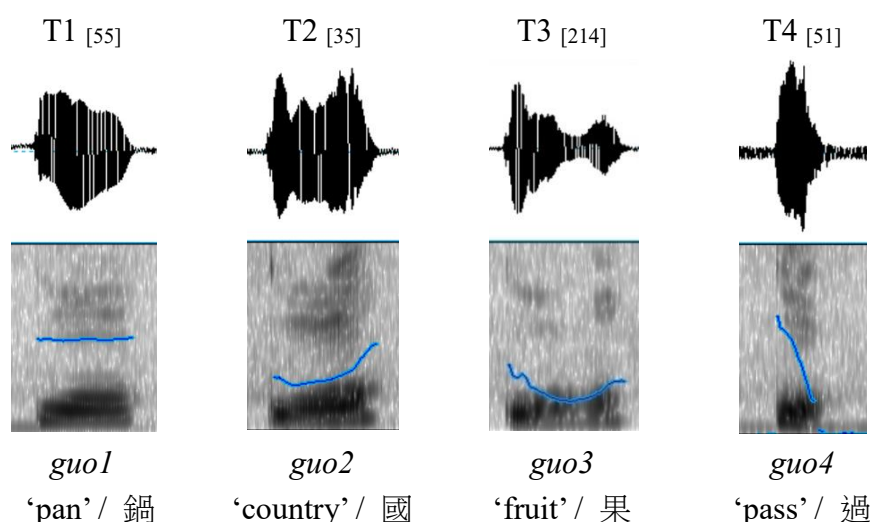 T1 [55] T2 [35] T3 [214] T4 [51]
guo1 guo2 guo3 guo4
‘pan’ / 鍋 ‘country’ / 國 ‘fruit’ / 果 ‘pass’ / 過